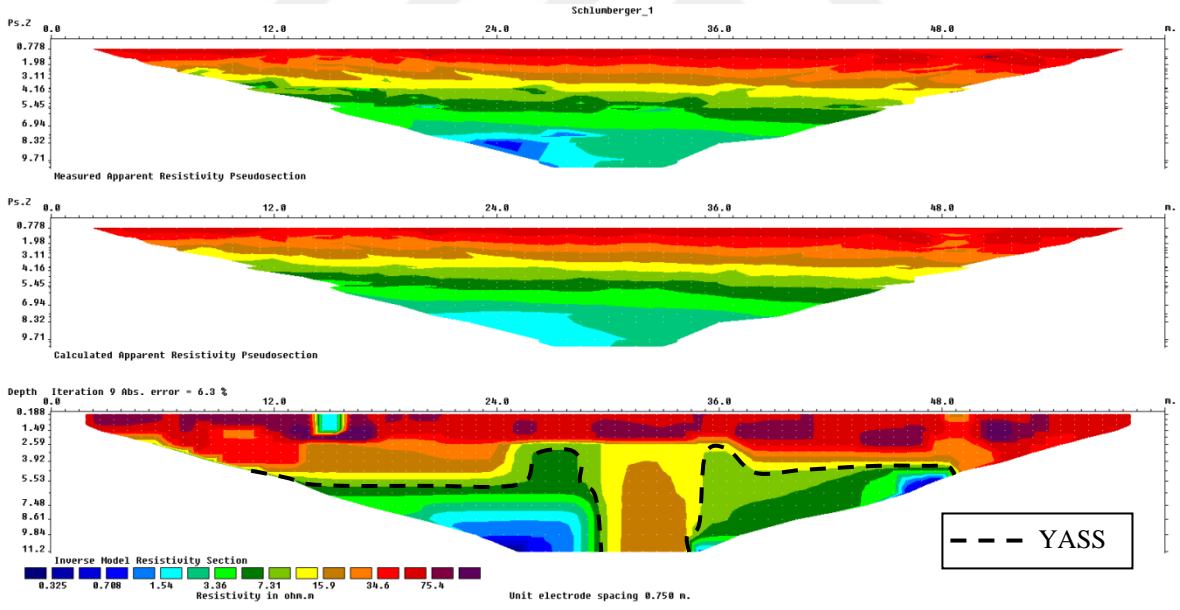 Schlumberger_1
Ps.Z 0.0 12.0 24.0 36.0 48.0 m.
0.778
1.98
3.11
4.16
5.45
6.94
8.32
9.71
Measured Apparent Resistivity Pseudosection
Ps.Z 0.0 12.0 24.0 36.0 48.0 m.
0.778
1.98
3.11
4.16
5.45
6.94
8.32
9.71
Calculated Apparent Resistivity Pseudosection
Depth Iteration 9 Abs. error = 6.3 %
0.0 12.0 24.0 36.0 48.0 m.
0.188
1.49
2.59
3.92
5.53
7.48
8.61
9.84
11.2
YASS
Inverse Model Resistivity Section
0.325 0.708 1.54 3.36 7.31 15.9 34.6 75.4
Resistivity in ohm.m Unit electrode spacing 0.750 m.